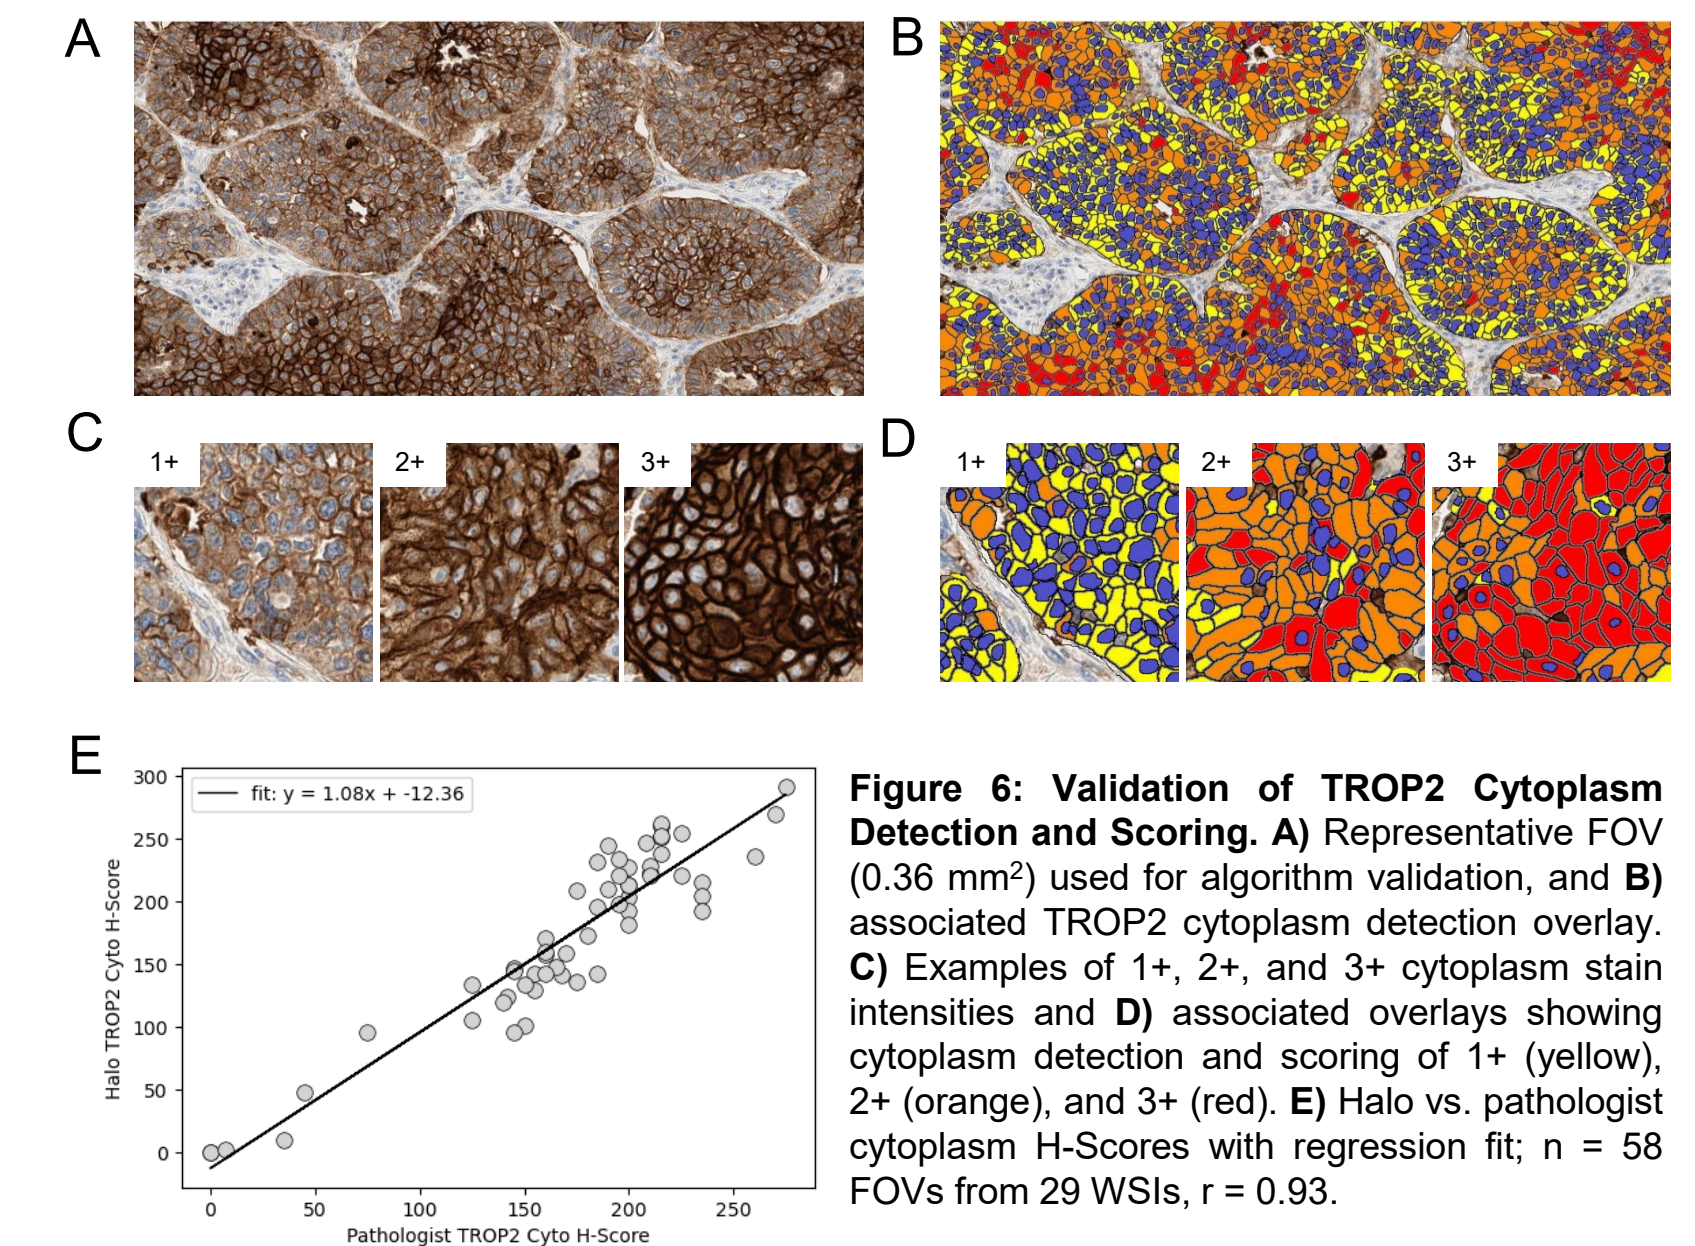 A
B
C
1+
2+
3+
D
1+
2+
3+
E
fit: y = 1.08x + -12.36
300
250
200
150
100
50
0
Halo TROP2 Cyto H-Score
0 50 100 150 200 250
Pathologist TROP2 Cyto H-Score
Figure 6: Validation of TROP2 Cytoplasm
Detection and Scoring. A) Representative FOV
(0.36 mm²) used for algorithm validation, and B)
associated TROP2 cytoplasm detection overlay.
C) Examples of 1+, 2+, and 3+ cytoplasm stain
intensities and D) associated overlays showing
cytoplasm detection and scoring of 1+ (yellow),
2+ (orange), and 3+ (red). E) Halo vs. pathologist
cytoplasm H-Scores with regression fit; n = 58
FOVs from 29 WSIs, r = 0.93.